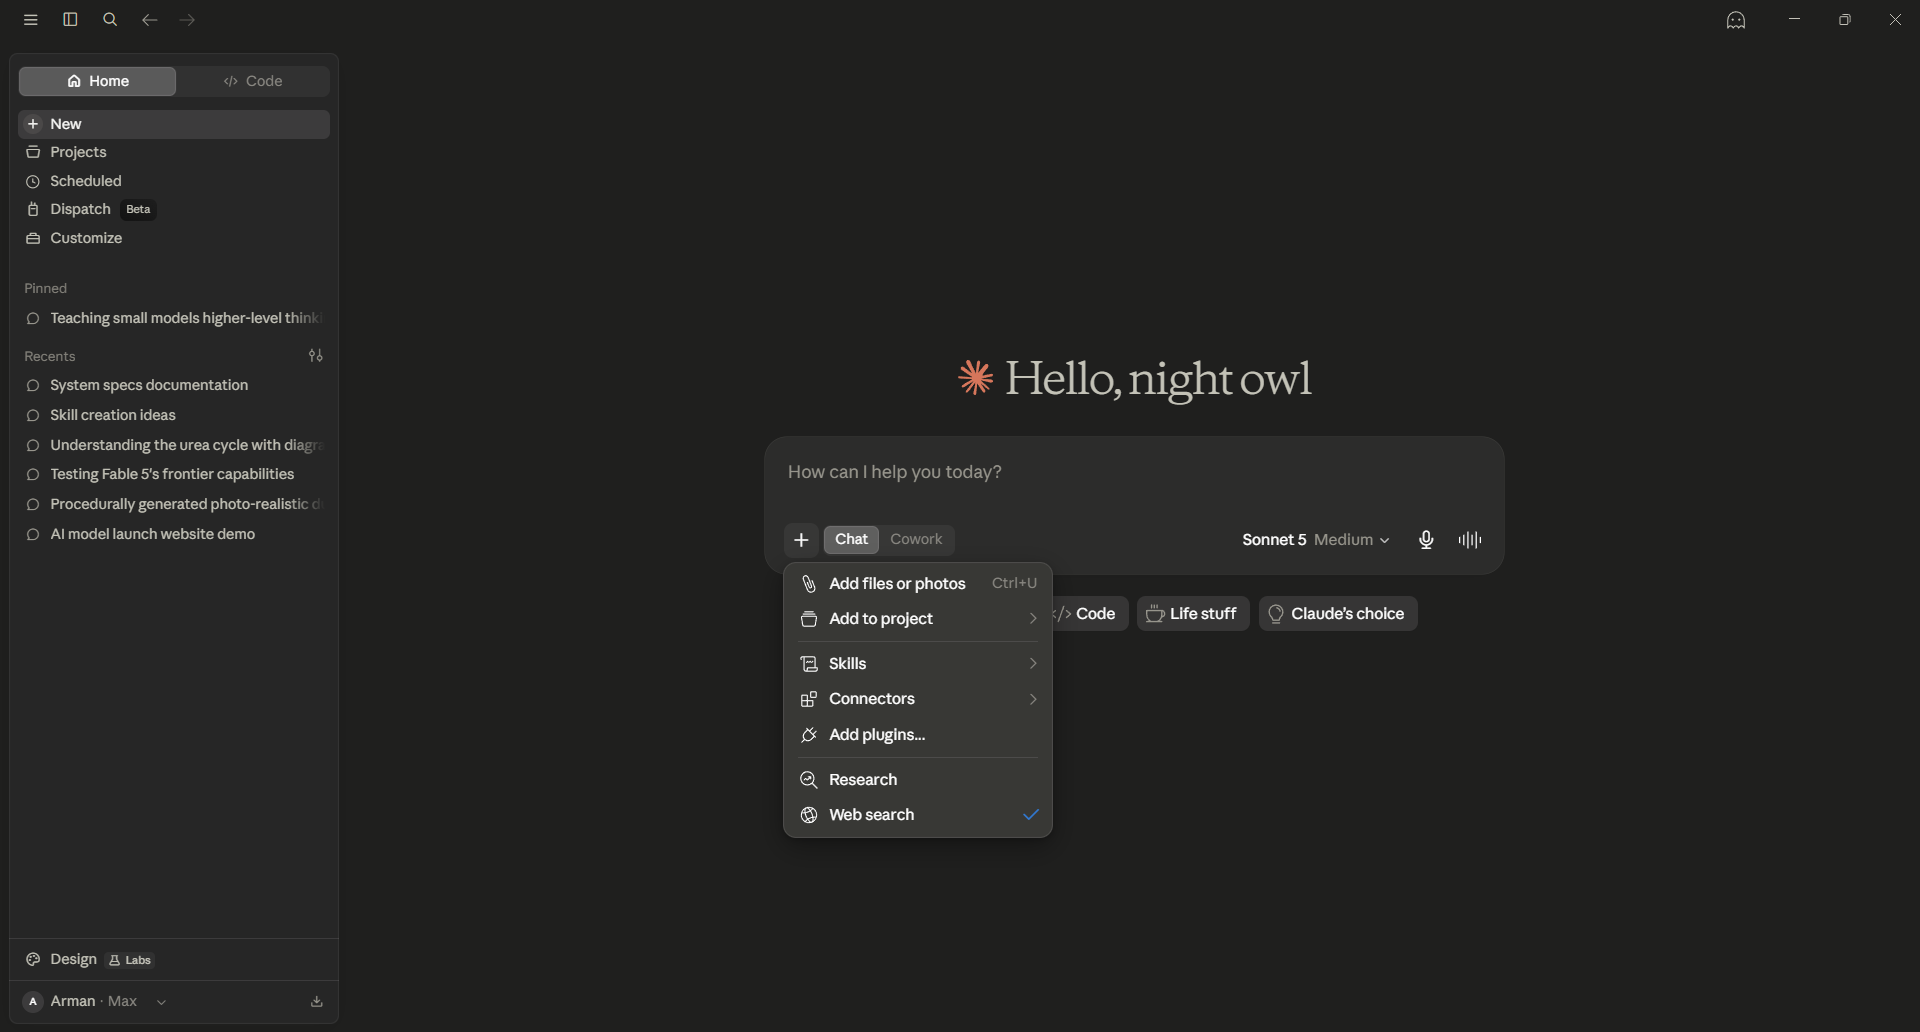 Home
Code
New
Projects
Scheduled
Dispatch Beta
Customize
Pinned
Teaching small models higher-level think
Recents
System specs documentation
Skill creation ideas
Understanding the urea cycle with diagra
Testing Fable 5's frontier capabilities
Procedurally generated photo-realistic d
AI model launch website demo
Design Labs
A Arman · Max
Hello, night owl
How can I help you today?
Chat Cowork
Sonnet 5 Medium
Add files or photos Ctrl+U
Add to project
Skills
Connectors
Add plugins...
Research
Web search
</> Code
Life stuff
Claude's choice